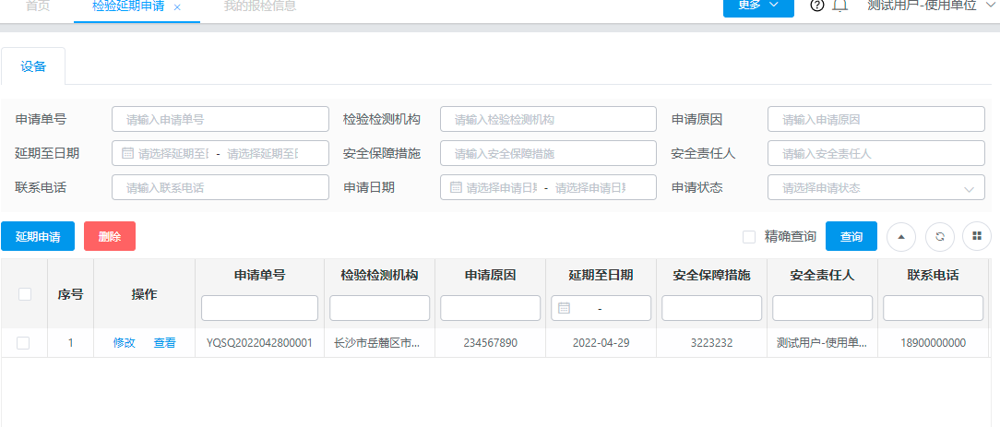 首页 检验延期申请 × 我的报检信息 更多 测试用户-使用单位
设备
申请单号 请输入申请单号 检验检测机构 请输入检验检测机构 申请原因 请输入申请原因
延期至日期 请选择延期至 - 请选择延期至 安全保障措施 请输入安全保障措施 安全责任人 请输入安全责任人
联系电话 请输入联系电话 申请日期 请选择申请日 - 请选择申请日 申请状态 请选择申请状态
延期申请 删除 精确查询 查询
序号 操作 申请单号 检验检测机构 申请原因 延期至日期 安全保障措施 安全责任人 联系电话
-
1 修改 查看 YQSQ2022042800001 长沙市岳麓区市... 234567890 2022-04-29 3223232 测试用户-使用单... 18900000000